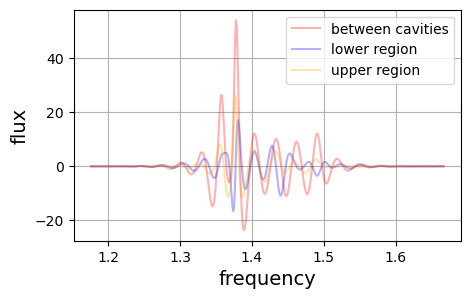 between cavities
lower region
upper region
40
20
0
−20
flux
1.2 1.3 1.4 1.5 1.6
frequency